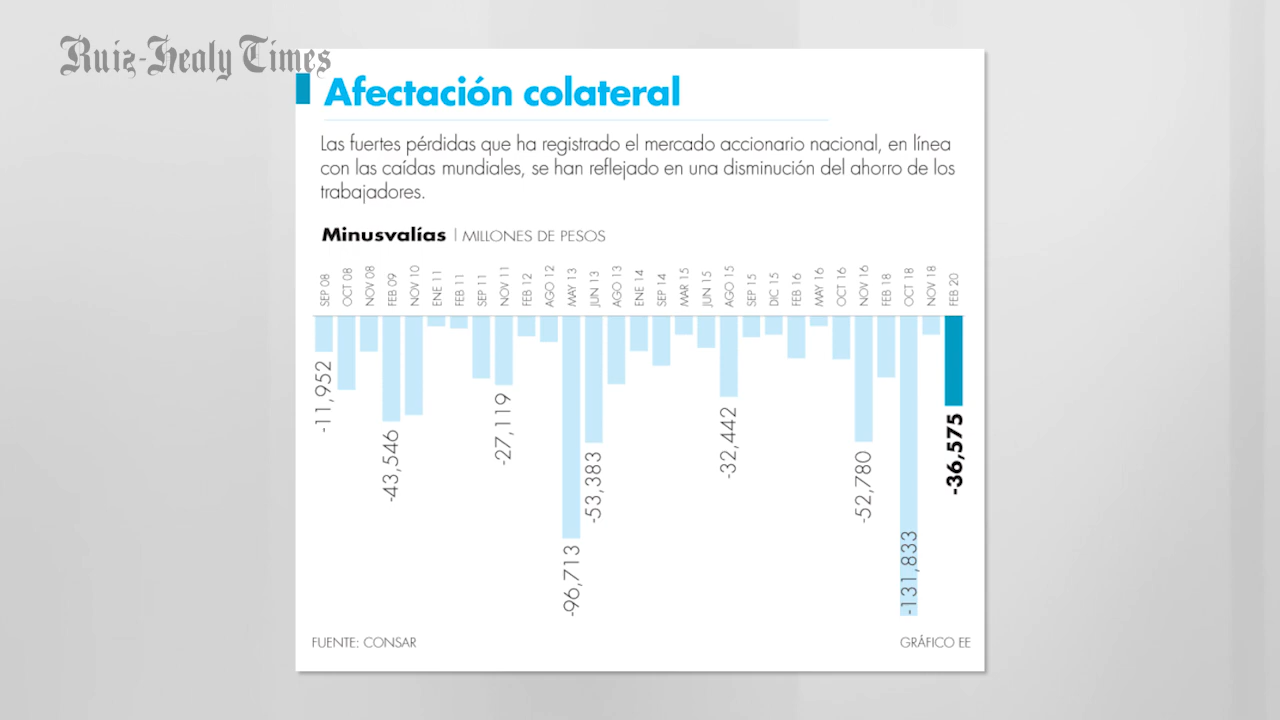 Ruiz-Healy Times
Afectación colateral
Las fuertes pérdidas que ha registrado el mercado accionario nacional, en línea
con las caídas mundiales, se han reflejado en una disminución del ahorro de los
trabajadores.
Minusvalías | MILLONES DE PESOS
SEP 08 OCT 08 NOV 08 FEB 09 NOV 10 ENE 11 FEB 11 SEP 11 NOV 11 FEB 12 AGO 12 MAY 13 JUN 13 AGO 13 ENE 14 SEP 14 MAR 15 JUN 15 AGO 15 SEP 15 DIC 15 FEB 16 MAY 16 OCT 16 NOV 16 FEB 18 OCT 18 NOV 18 FEB 20
-11,952
-43,546
-27,119
-96,713
-53,383
-32,442
-52,780
-131,833
-36,575
FUENTE: CONSAR
GRÁFICO EE